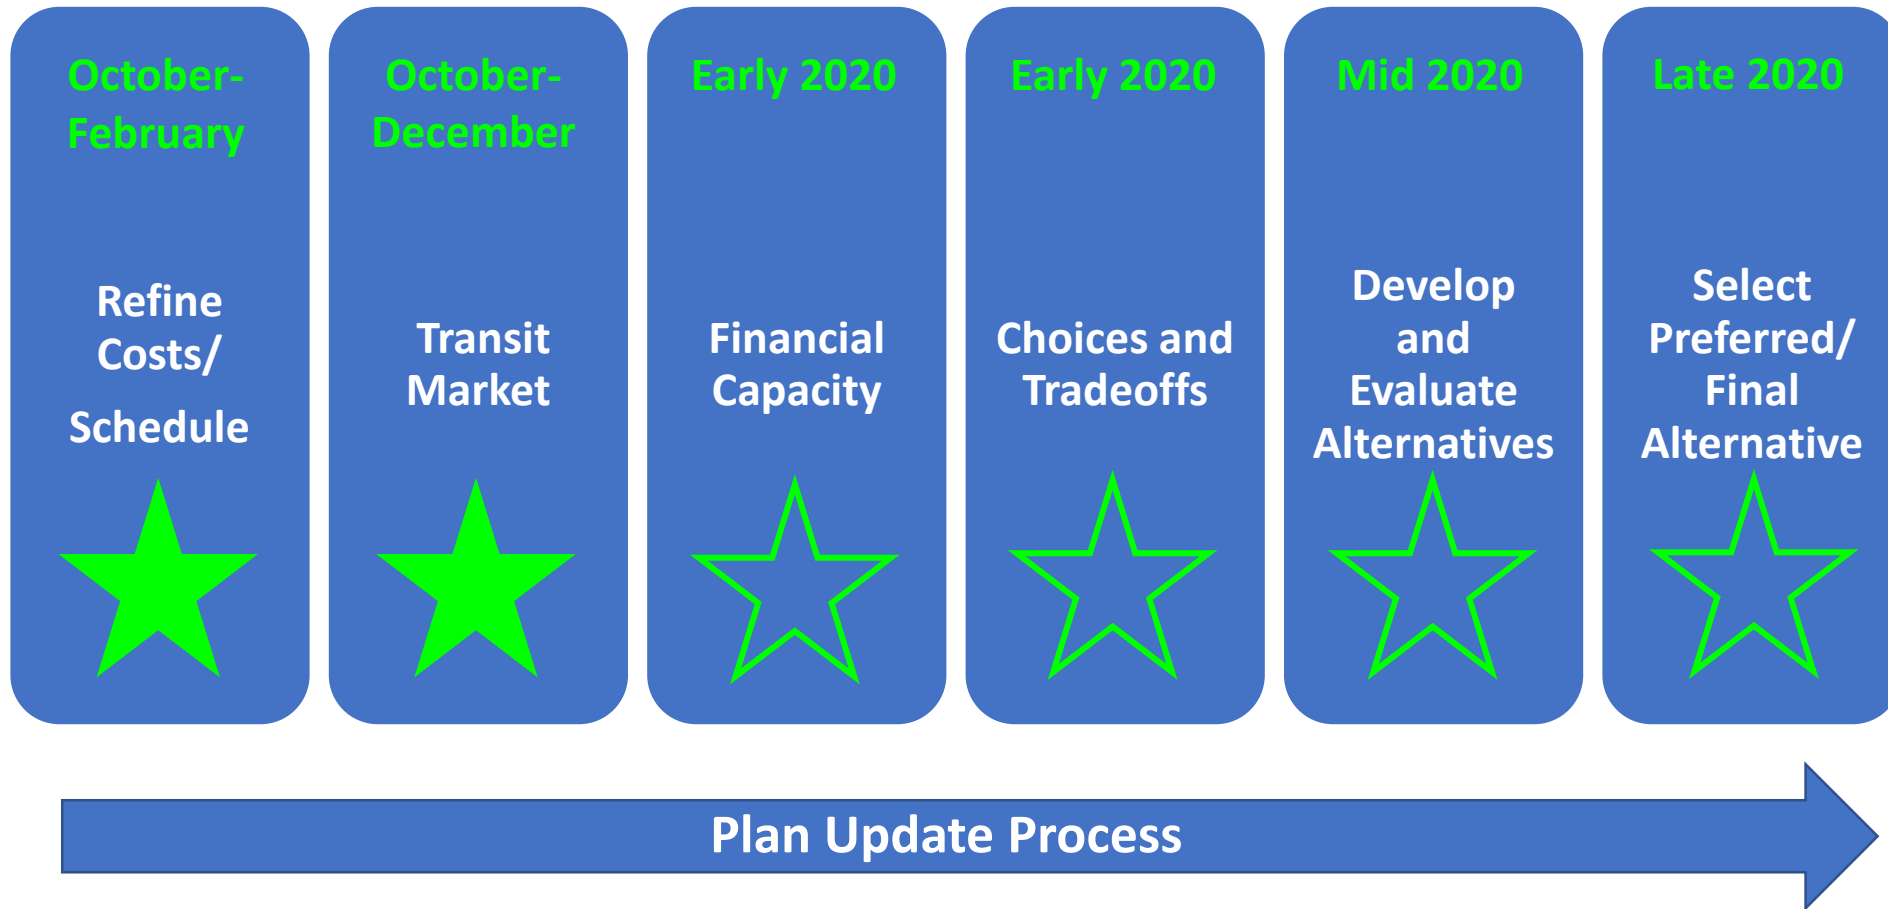 October-
February
Refine
Costs/
Schedule
October-
December
Transit
Market
Early 2020
Financial
Capacity
Early 2020
Choices and
Tradeoffs
Mid 2020
Develop
and
Evaluate
Alternatives
Late 2020
Select
Preferred/
Final
Alternative
Plan Update Process